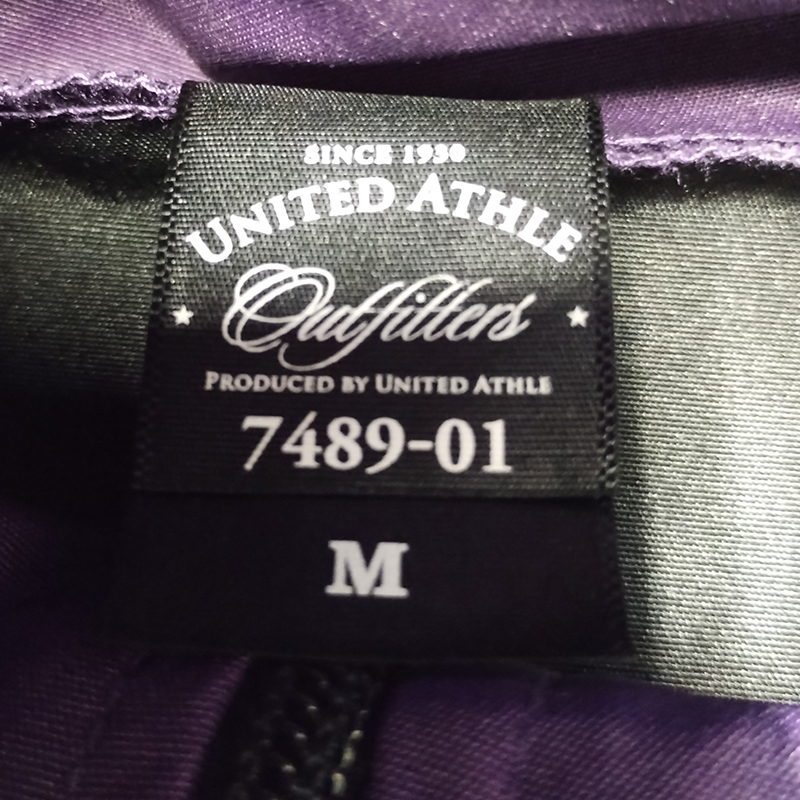 SINCE 1930
UNITED ATHLE
Outfitters
PRODUCED BY UNITED ATHLE
7489-01
M